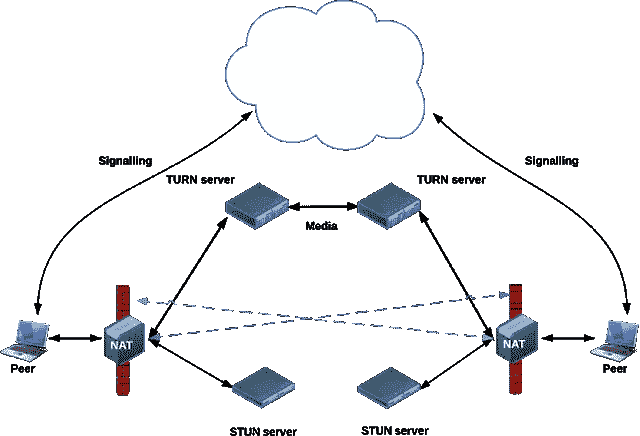 Signalling
Signalling
TURN server
TURN server
Media
NAT
NAT
Peer
Peer
STUN server
STUN server